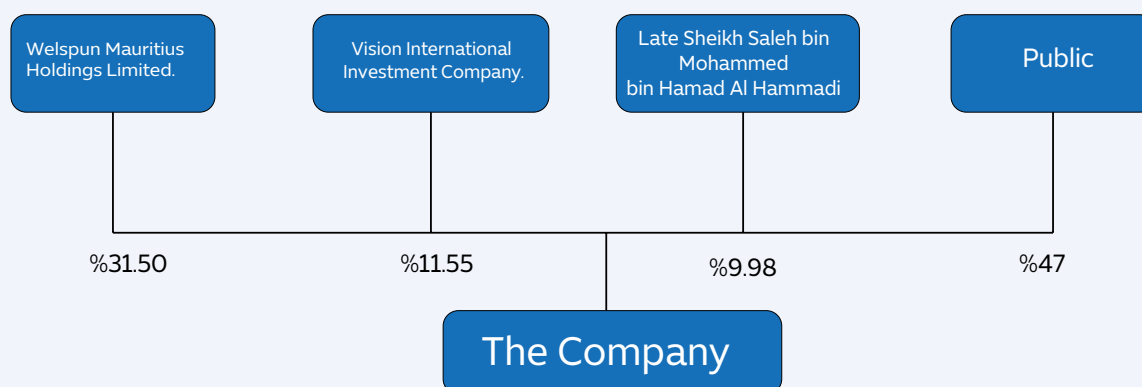 Welspun Mauritius
Holdings Limited.
Vision International
Investment Company.
Late Sheikh Saleh bin
Mohammed
bin Hamad Al Hammadi
Public
%31.50
%11.55
%9.98
%47
The Company